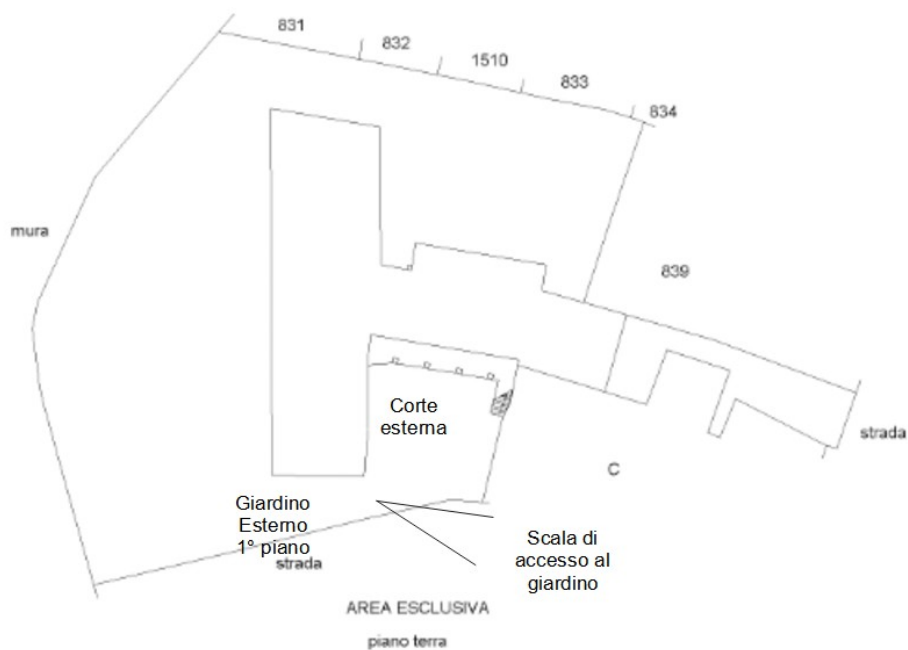 831
832
1510
833
834
mura
839
Corte
esterna
strada
C
Giardino
Esterno
1° piano
strada
Scala di
accesso al
giardino
AREA ESCLUSIVA
piano terra